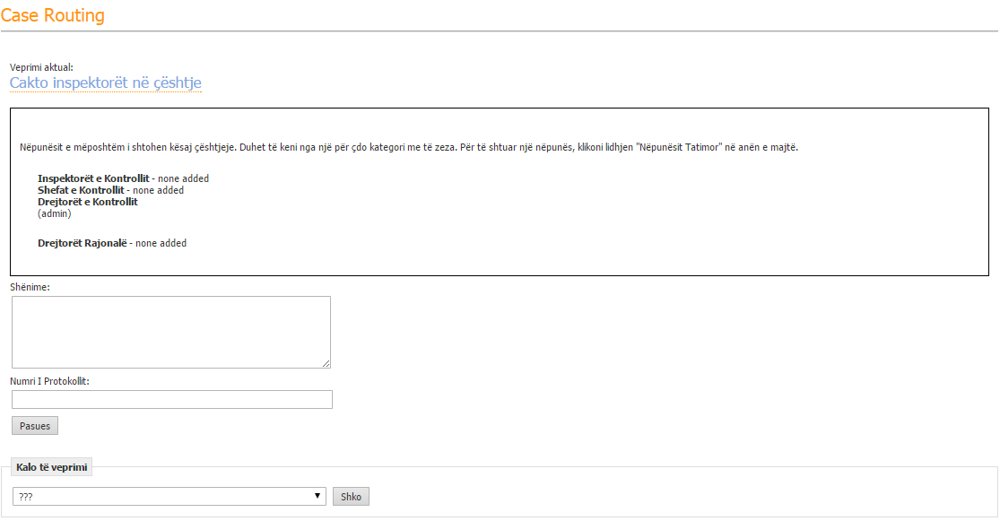 Case Routing
Veprimi aktual:
Cakto inspektorët në çështje
Nëpunësit e mëposhtëm i shtohen kësaj çështjeje. Duhet të keni nga një për çdo kategori me të zeza. Për të shtuar një nëpunës, klikoni lidhjen "Nëpunësit Tatimor" në anën e majtë.
Inspektorët e Kontrollit - none added
Shefat e Kontrollit - none added
Drejtorët e Kontrollit
(admin)
Drejtorët Rajonalë - none added
Shënime:
Numri I Protokollit:
Pasues
Kalo të veprimi
???
Shko